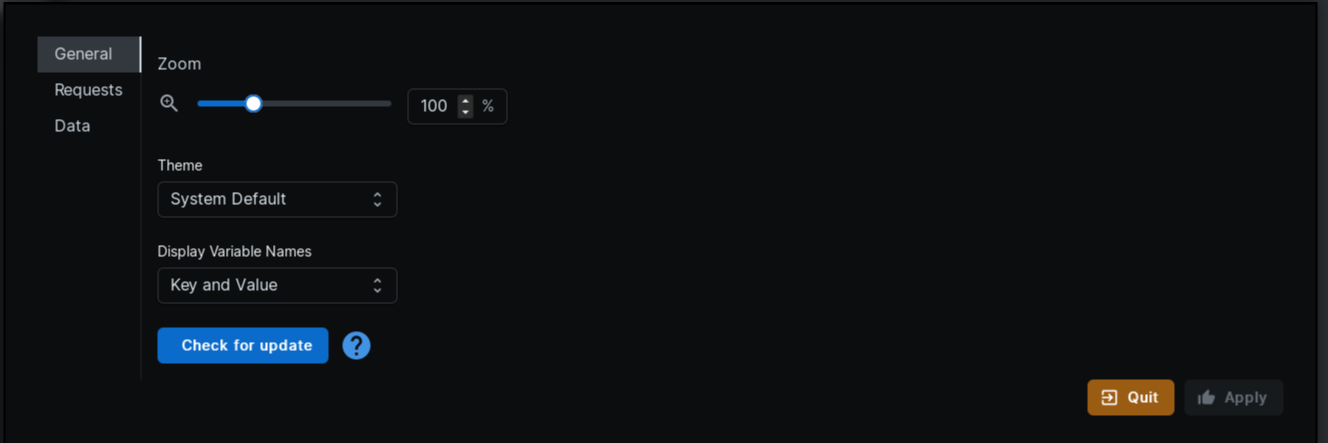 General
Requests
Data
Zoom
100 %
Theme
System Default
Display Variable Names
Key and Value
Check for update ?
Quit Apply